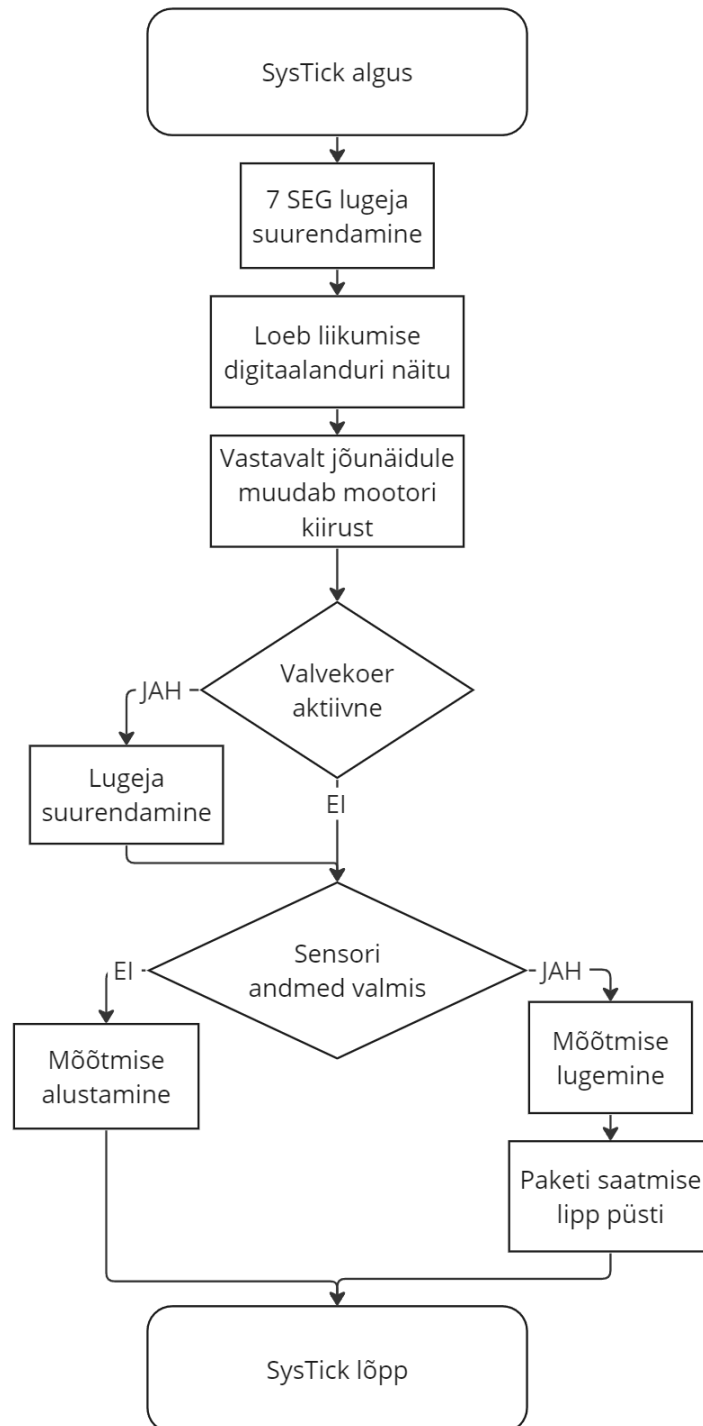 SysTick algus
7 SEG lugeja
suurendamine
Loeb liikumise
digitaalanduri näitu
Vastavalt jõunäidule
muudab mootori
kiirust
Valvekoer
aktiivne
JAH
Lugeja
suurendamine
EI
Sensori
andmed valmis
EI
JAH
Mõõtmise
alustamine
Mõõtmise
lugemine
Paketi saatmise
lipp püsti
SysTick lõpp